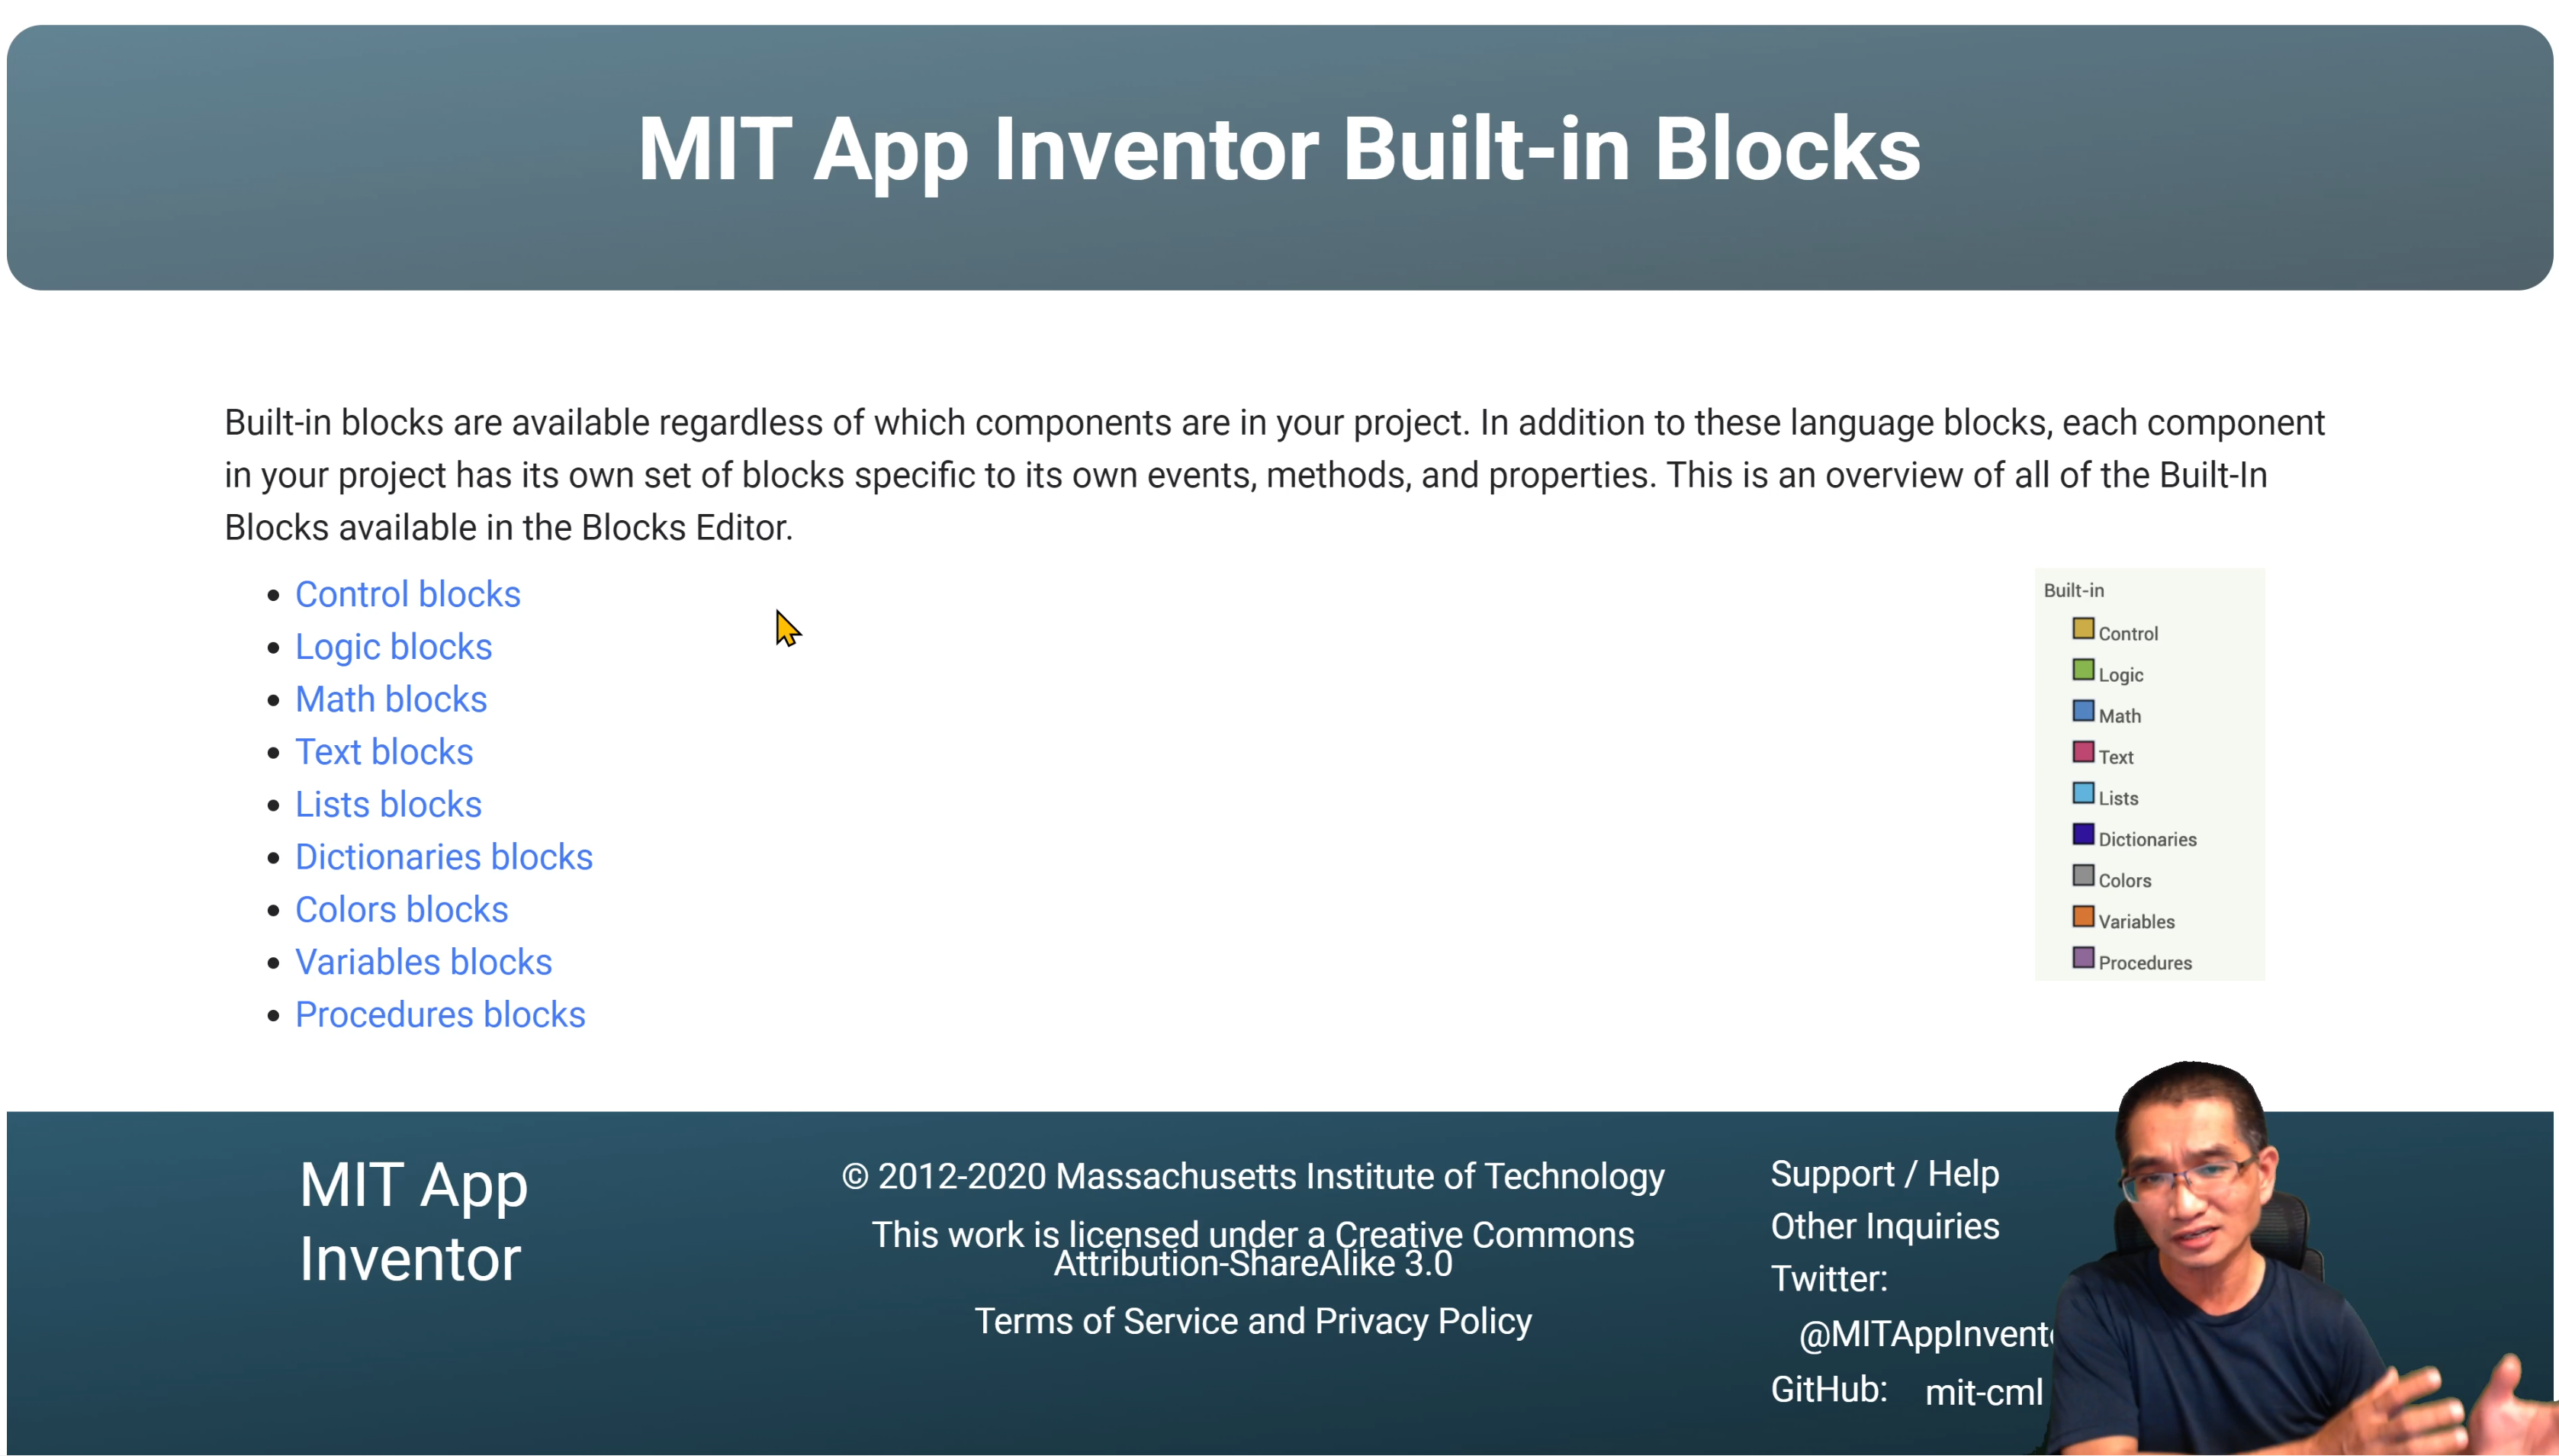 MIT App Inventor Built-in Blocks
Built-in blocks are available regardless of which components are in your project. In addition to these language blocks, each component
in your project has its own set of blocks specific to its own events, methods, and properties. This is an overview of all of the Built-In
Blocks available in the Blocks Editor.
Control blocks
Logic blocks
Math blocks
Text blocks
Lists blocks
Dictionaries blocks
Colors blocks
Variables blocks
Procedures blocks
Built-in
Control
Logic
Math
Text
Lists
Dictionaries
Colors
Variables
Procedures
MIT App
Inventor
© 2012-2020 Massachusetts Institute of Technology
This work is licensed under a Creative Commons
Attribution-ShareAlike 3.0
Terms of Service and Privacy Policy
Support / Help
Other Inquiries
Twitter:
GitHub: mit-cml